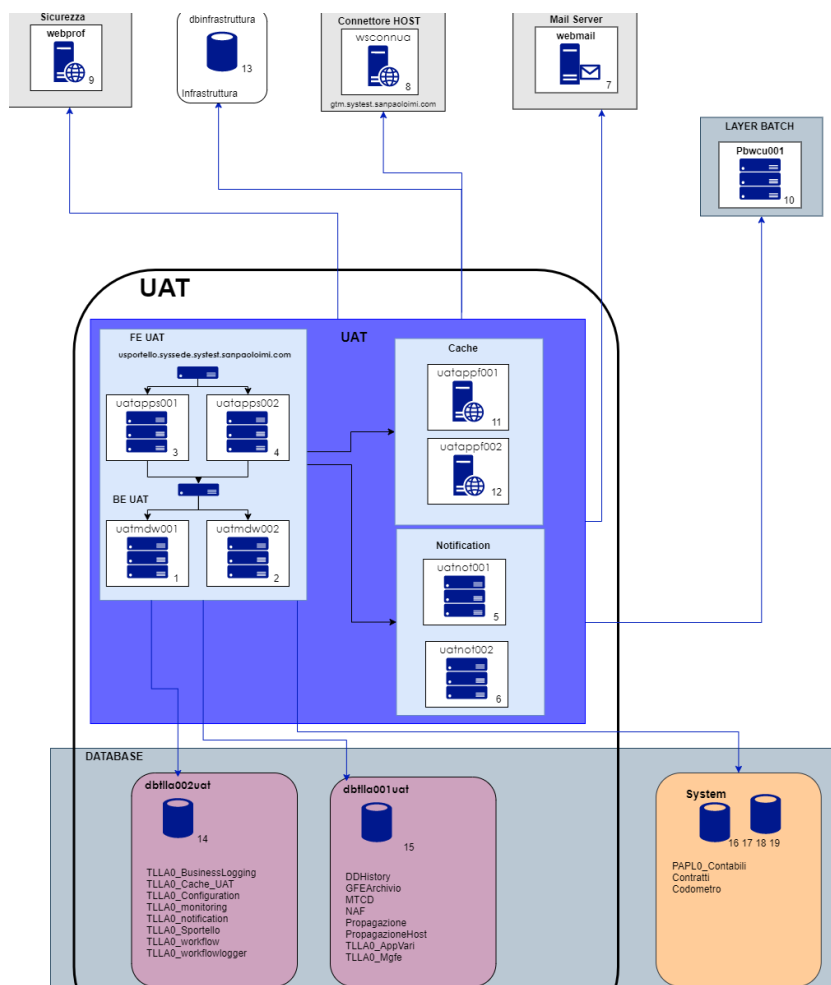 Sicurezza
webprof
9
dbinfrastruttura
13
Infrastruttura
Connettore HOST
wsconnua
8
gtm.systest.sanpaoloimi.com
Mail Server
webmail
7
LAYER BATCH
Pbwcu001
10
UAT
UAT
FE UAT
usportello.syssede.systest.sanpaoloimi.com
uatapps001
3
uatapps002
4
BE UAT
uatmdw001
1
uatmdw002
2
Cache
uatappf001
11
uatappf002
12
Notification
uatnot001
5
uatnot002
6
DATABASE
dbtlla002uat
14
TLLA0_BusinessLogging
TLLA0_Cache_UAT
TLLA0_Configuration
TLLA0_monitoring
TLLA0_notification
TLLA0_Sportello
TLLA0_workflow
TLLA0_workflowlogger
dbtlla001uat
15
DDHistory
GFEArchivio
MTCD
NAF
Propagazione
PropagazioneHost
TLLA0_AppVari
TLLA0_Mgfe
System
16 17 18 19
PAPL0_Contabili
Contratti
Codometro